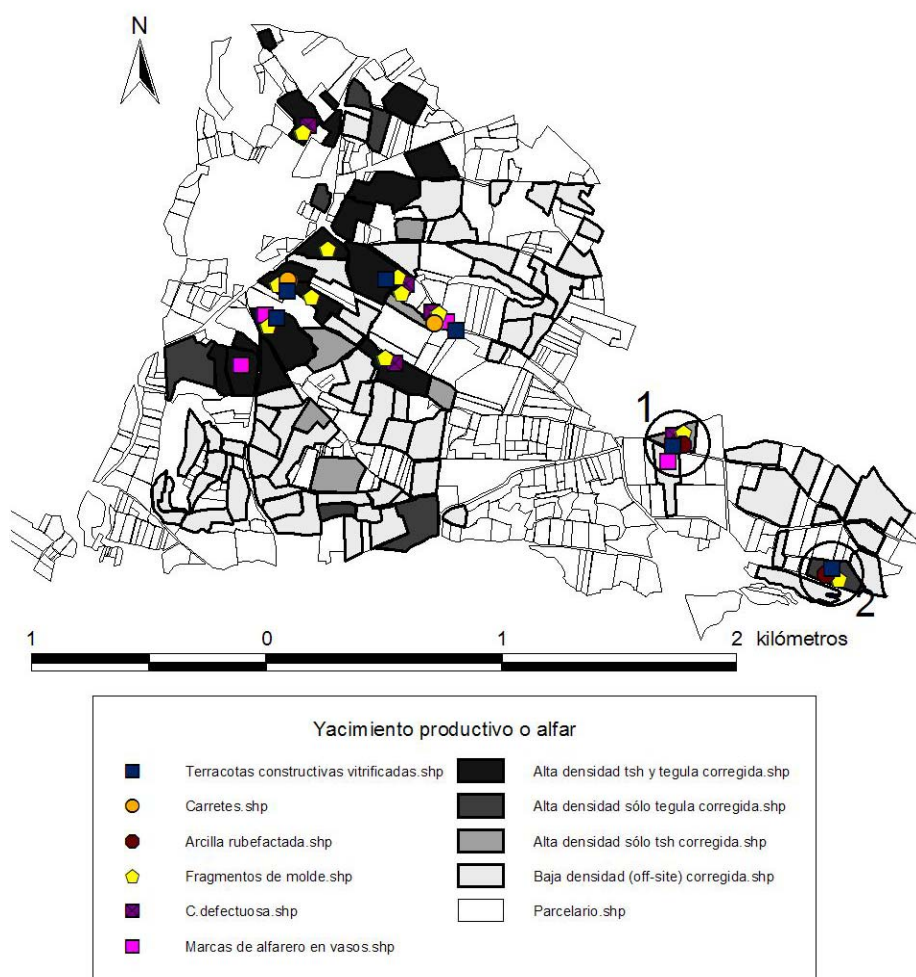 N
1
2
1 0 1 2 kilómetros
Yacimiento productivo o alfar
Terracotas constructivas vitrificadas.shp
Carretes.shp
Arcilla rubefactada.shp
Fragmentos de molde.shp
C.defectuosa.shp
Marcas de alfarero en vasos.shp
Alta densidad tsh y tegula corregida.shp
Alta densidad sólo tegula corregida.shp
Alta densidad sólo tsh corregida.shp
Baja densidad (off-site) corregida.shp
Parcelario.shp